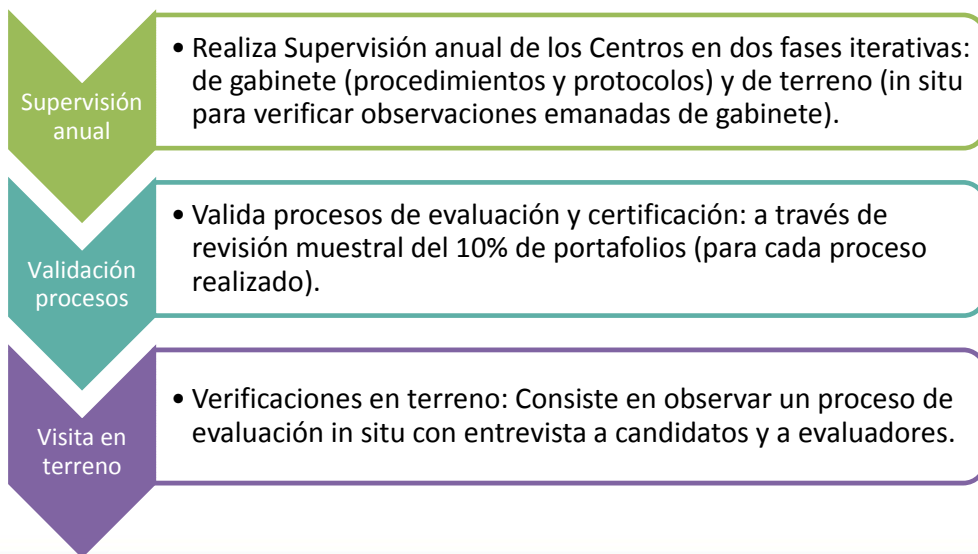 Supervisión
anual
• Realiza Supervisión anual de los Centros en dos fases iterativas:
de gabinete (procedimientos y protocolos) y de terreno (in situ
para verificar observaciones emanadas de gabinete).
Validación
procesos
• Valida procesos de evaluación y certificación: a través de
revisión muestral del 10% de portafolios (para cada proceso
realizado).
Visita en
terreno
• Verificaciones en terreno: Consiste en observar un proceso de
evaluación in situ con entrevista a candidatos y a evaluadores.